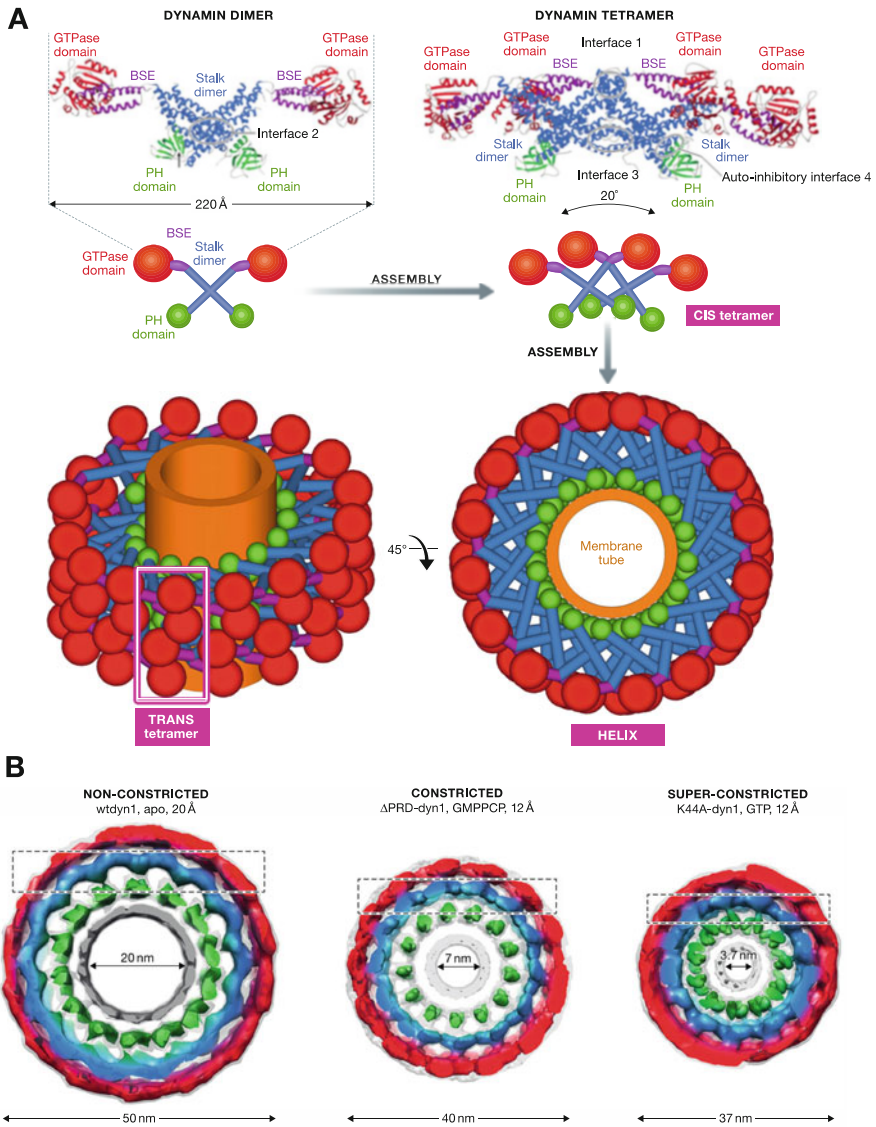 A
DYNAMIN DIMER
GTPase
domain
BSE
Stalk
dimer
BSE
GTPase
domain
Interface 2
PH
domain
PH
domain
220 Å
DYNAMIN TETRAMER
GTPase
domain
GTPase
domain
Interface 1
BSE
BSE
GTPase
domain
GTPase
domain
Stalk
dimer
Stalk
dimer
PH
domain
Interface 3
PH
domain
Auto-inhibitory interface 4
20°
BSE
GTPase
domain
Stalk
dimer
PH
domain
ASSEMBLY
CIS tetramer
ASSEMBLY
45°
Membrane
tube
TRANS
tetramer
HELIX
B
NON-CONSTRICTED
wtdyn1, apo, 20 Å
CONSTRICTED
ΔPRD-dyn1, GMPPCP, 12 Å
SUPER-CONSTRICTED
K44A-dyn1, GTP, 12 Å
20 nm
7 nm
3.7 nm
50 nm
40 nm
37 nm